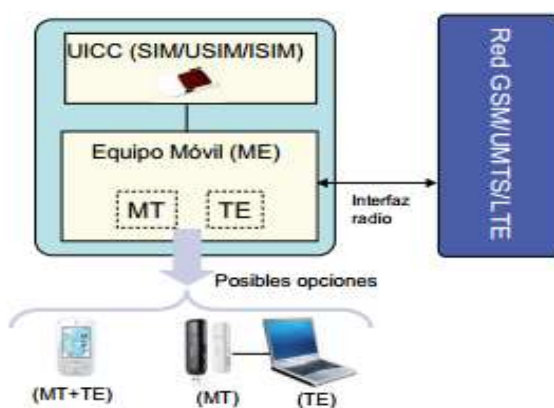 UICC (SIM/USIM/ISIM)
Equipo Móvil (ME)
MT
TE
Interfaz
radio
Red GSM/UMTS/LTE
Posibles opciones
(MT+TE)
(MT)
(TE)